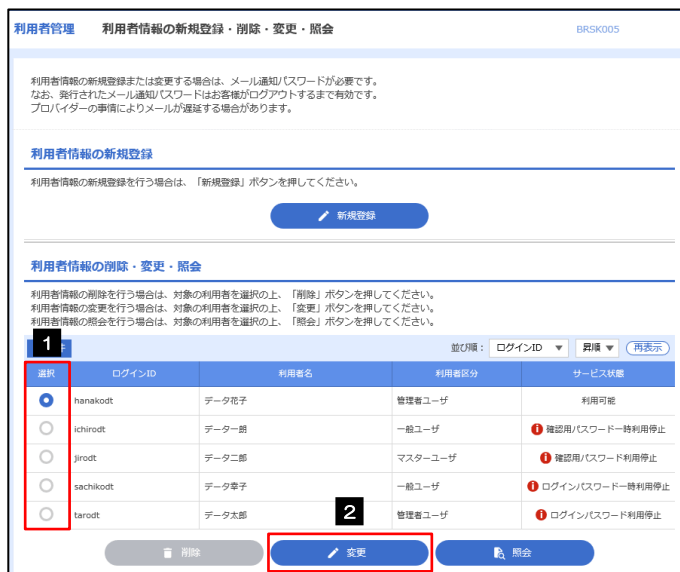 利用者管理 利用者情報の新規登録・削除・変更・照会 BRSK005
利用者情報の新規登録または変更する場合は、メール通知パスワードが必要です。
なお、発行されたメール通知パスワードはお客様がログアウトするまで有効です。
プロバイダーの事情によりメールが遅延する場合があります。
利用者情報の新規登録
利用者情報の新規登録を行う場合は、「新規登録」ボタンを押してください。
新規登録
利用者情報の削除・変更・照会
利用者情報の削除を行う場合は、対象の利用者を選択の上、「削除」ボタンを押してください。
利用者情報の変更を行う場合は、対象の利用者を選択の上、「変更」ボタンを押してください。
利用者情報の照会を行う場合は、対象の利用者を選択の上、「照会」ボタンを押してください。
1 件 並び順： ログインID ▼ 昇順 ▼ 再表示
選択 ログインID 利用者名 利用者区分 サービス状態
hanakodt データ花子 管理者ユーザ 利用可能
ichirodt データ一朗 一般ユーザ 確認用パスワード一時利用停止
jirodt データ二郎 マスターユーザ 確認用パスワード利用停止
sachikodt データ幸子 一般ユーザ ログインパスワード一時利用停止
tarodt データ太郎 管理者ユーザ ログインパスワード利用停止
2
削除 変更 照会